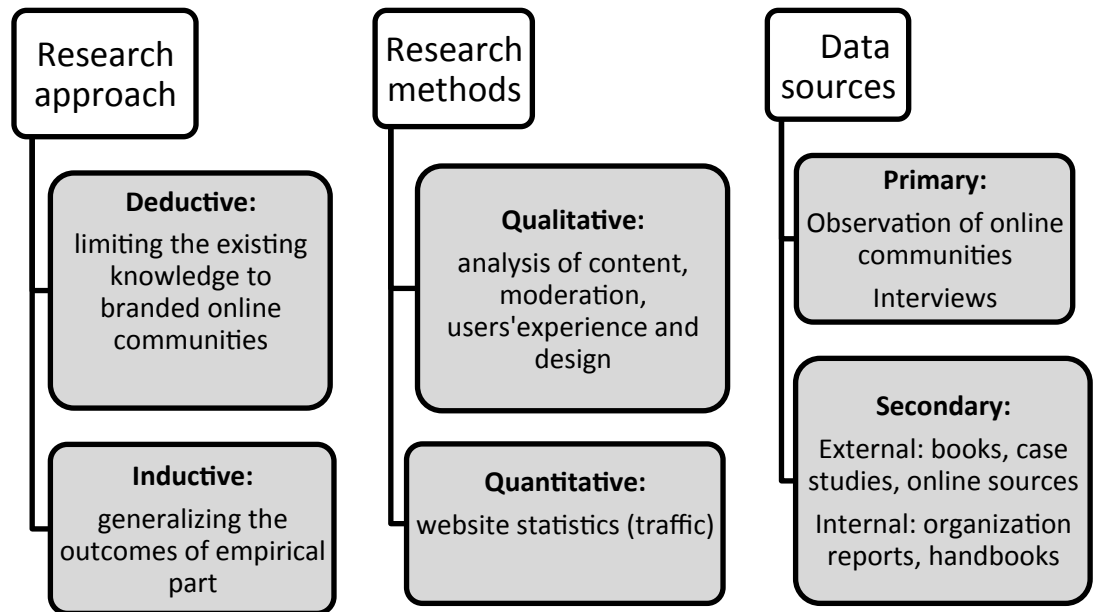 Research
approach
Deductive:
limiting the existing
knowledge to
branded online
communities
Inductive:
generalizing the
outcomes of empirical
part
Research
methods
Qualitative:
analysis of content,
moderation,
users'experience and
design
Quantitative:
website statistics (traffic)
Data
sources
Primary:
Observation of online
communities
Interviews
Secondary:
External: books, case
studies, online sources
Internal: organization
reports, handbooks